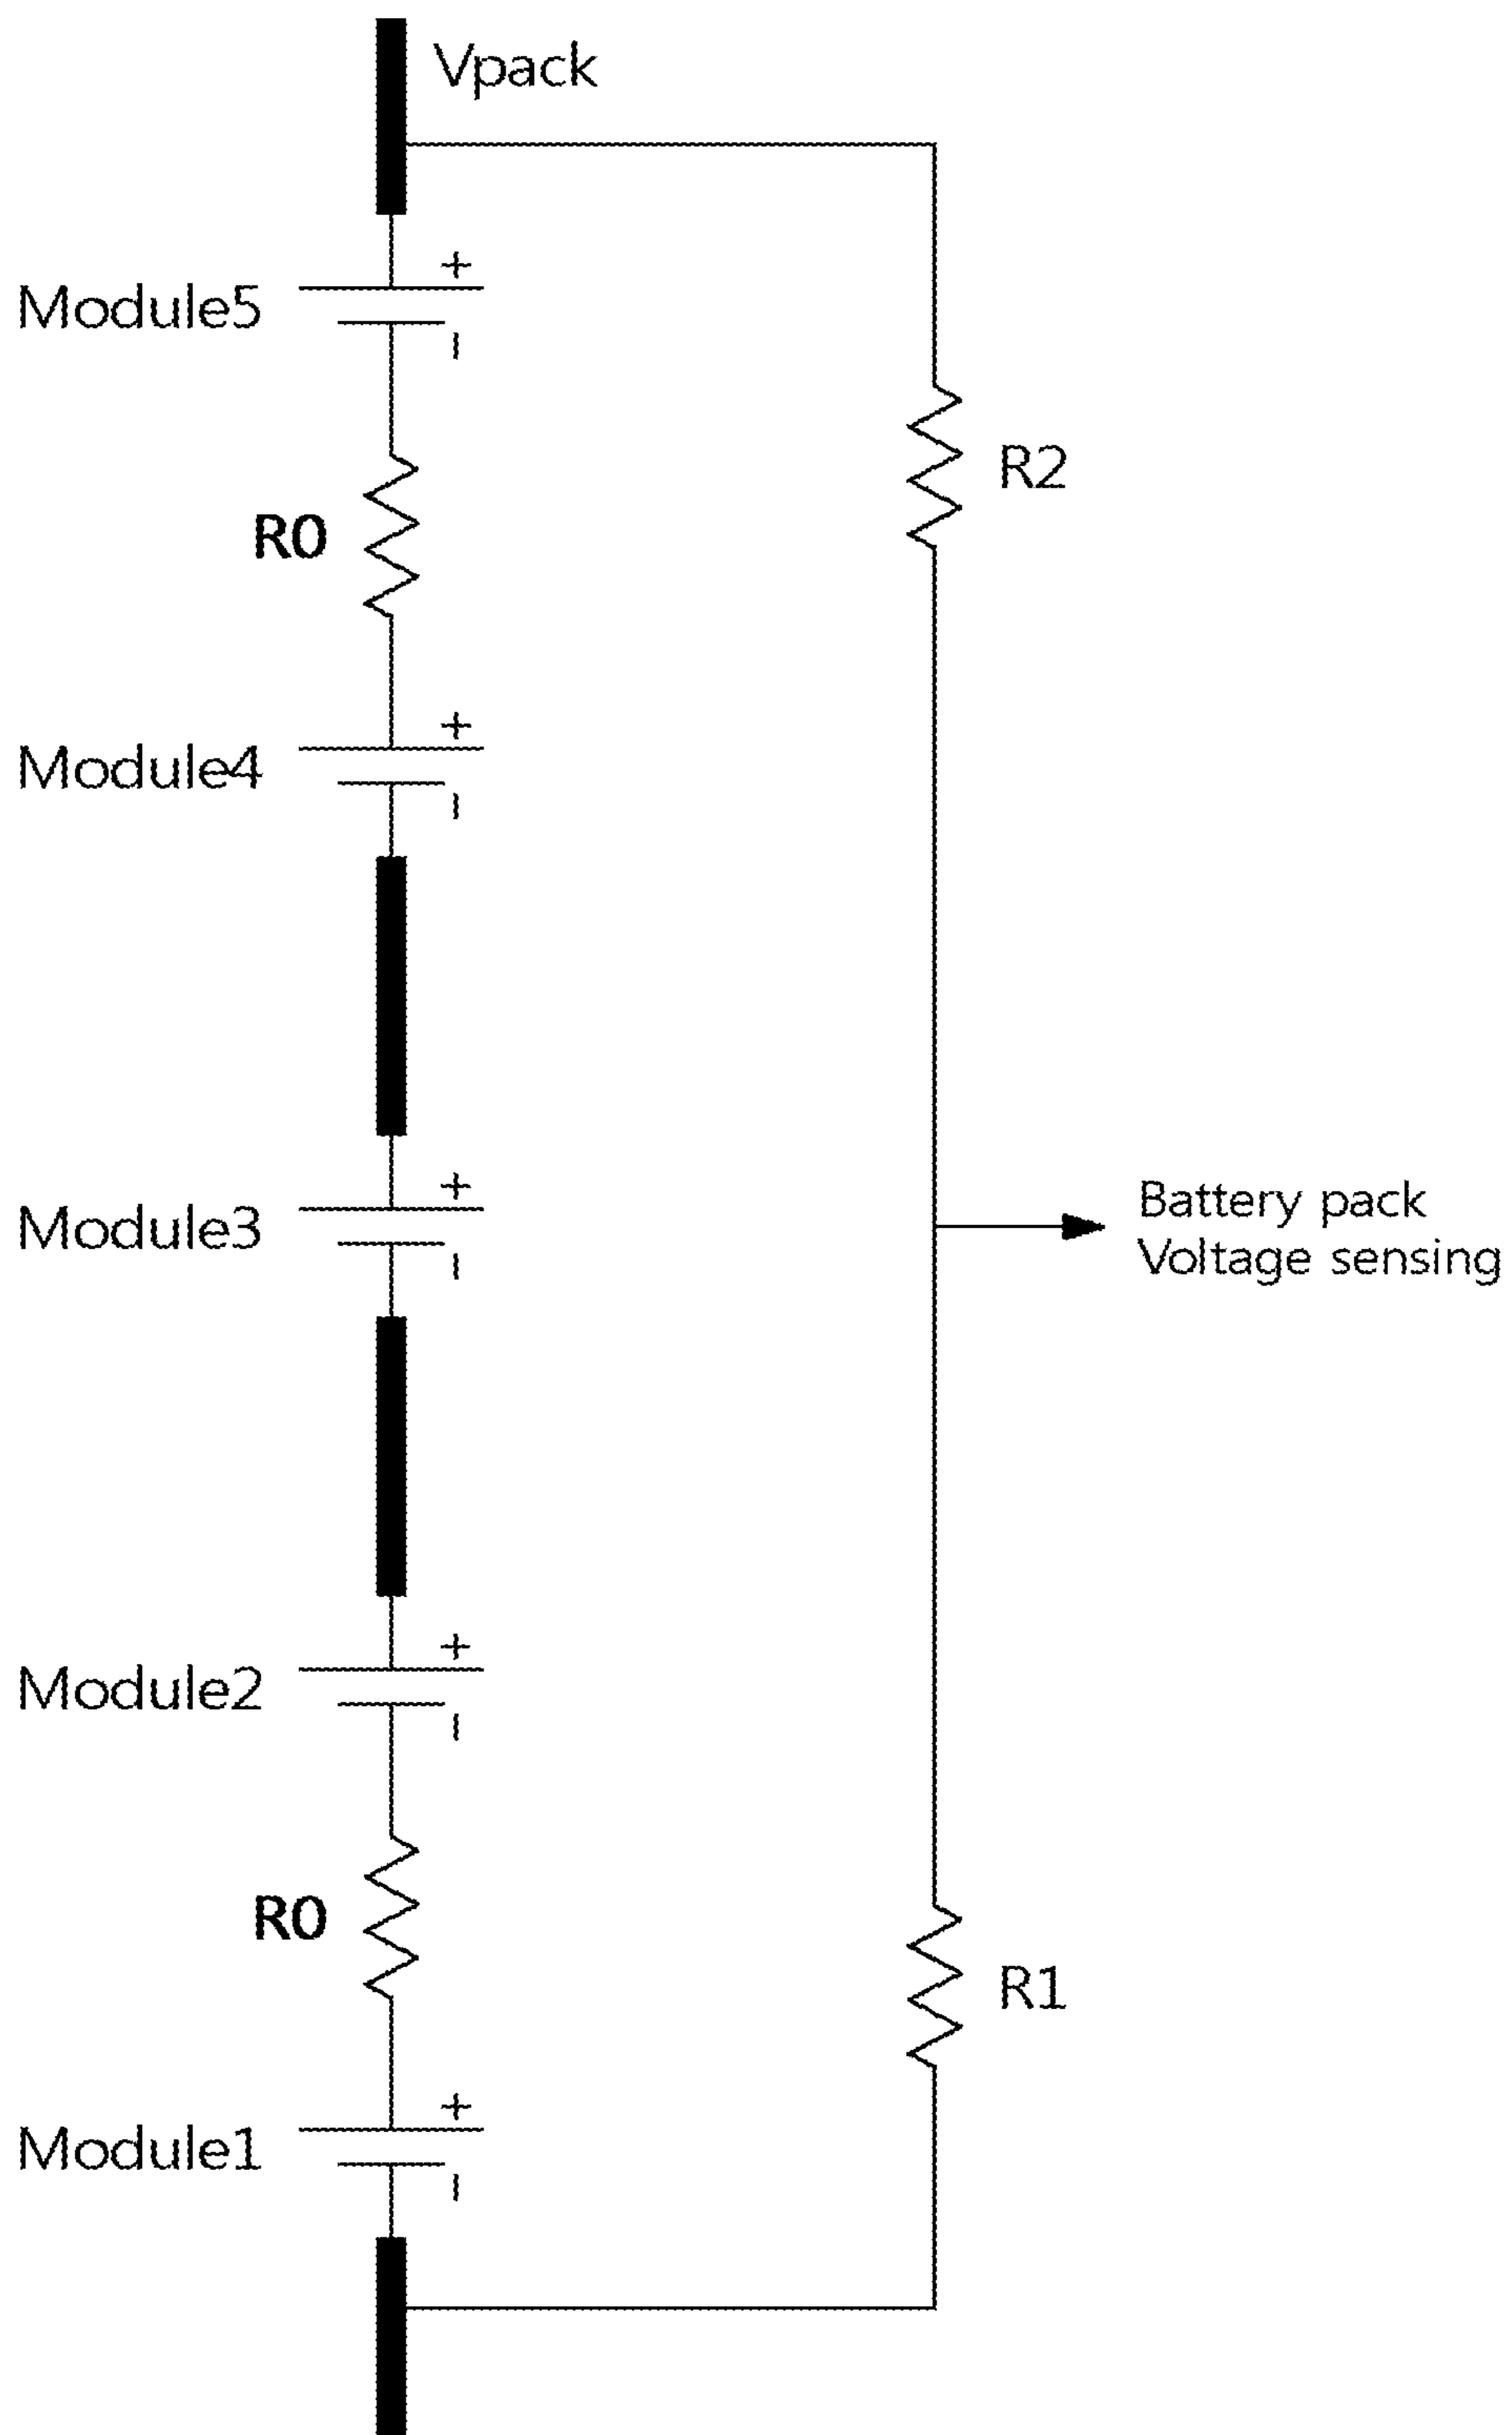 Vpack
+
Module5
–
R2
R0
+
Module4
–
+
Battery pack
Module3
Voltage sensing
–
+
Module2
–
R0
R1
+
Module1
–